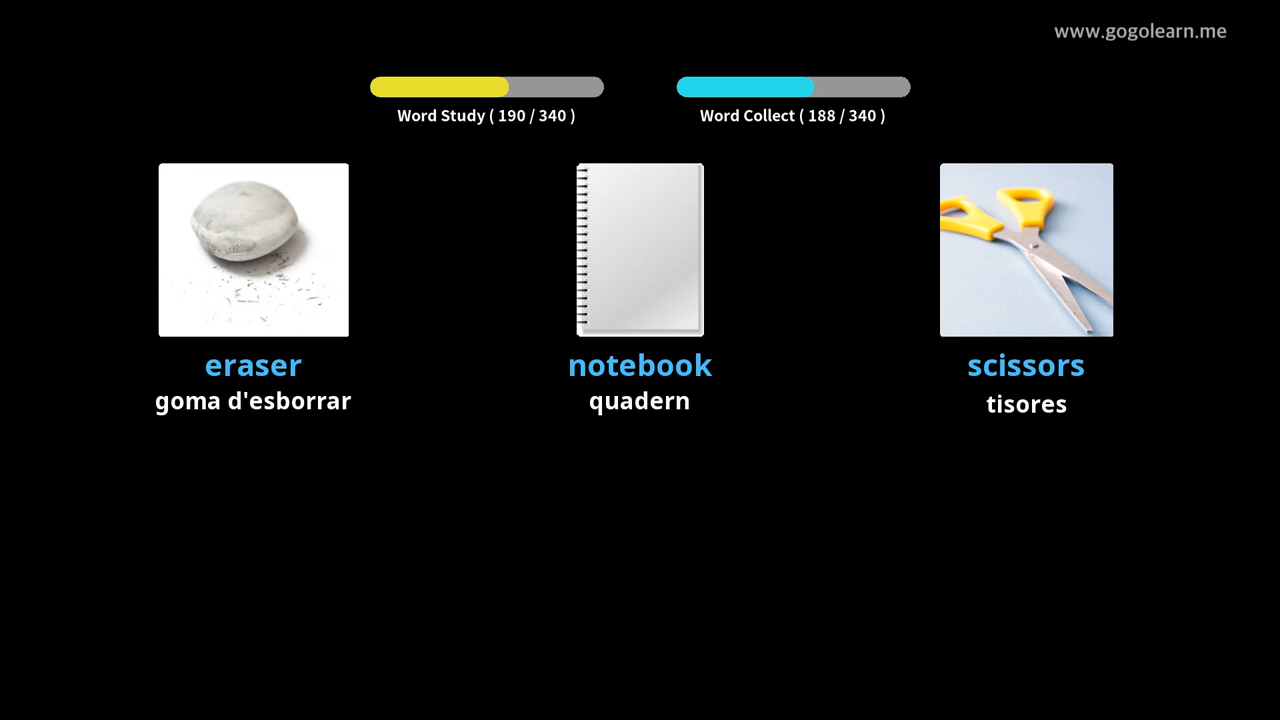 www.gogolearn.me
Word Study ( 190 / 340 )
Word Collect ( 188 / 340 )
eraser
goma d'esborrar
notebook
quadern
scissors
tisores